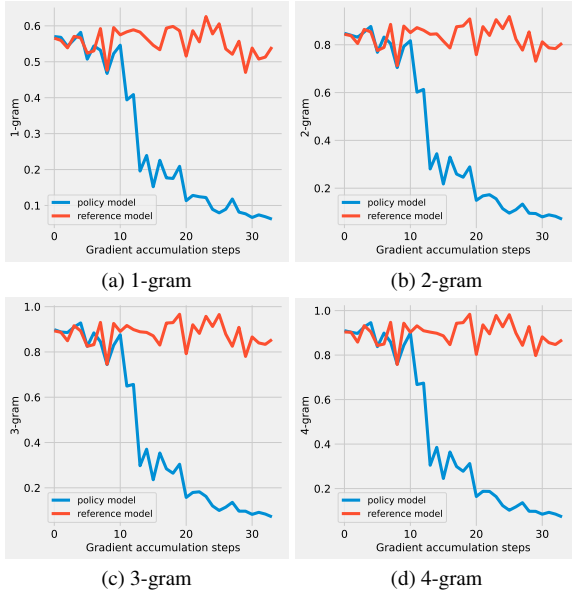 0.6
0.5
0.4
0.3
0.2
0.1
1-gram
policy model
reference model
0 10 20 30
Gradient accumulation steps
(a) 1-gram
0.8
0.6
0.4
0.2
2-gram
policy model
reference model
0 10 20 30
Gradient accumulation steps
(b) 2-gram
1.0
0.8
0.6
0.4
0.2
3-gram
policy model
reference model
0 10 20 30
Gradient accumulation steps
(c) 3-gram
1.0
0.8
0.6
0.4
0.2
4-gram
policy model
reference model
0 10 20 30
Gradient accumulation steps
(d) 4-gram